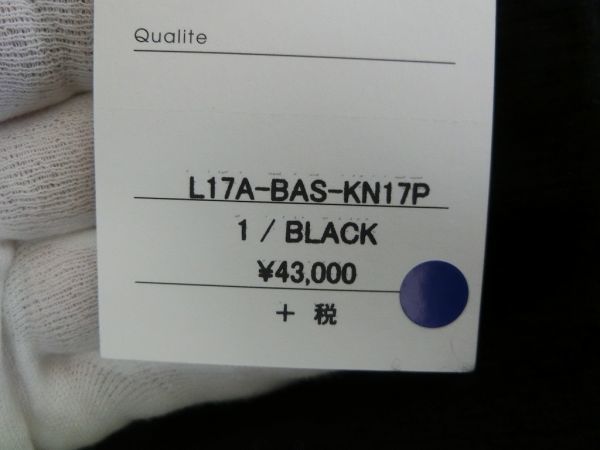 Qualite
L17A-BAS-KN17P
1 / BLACK
¥43,000
+ 税